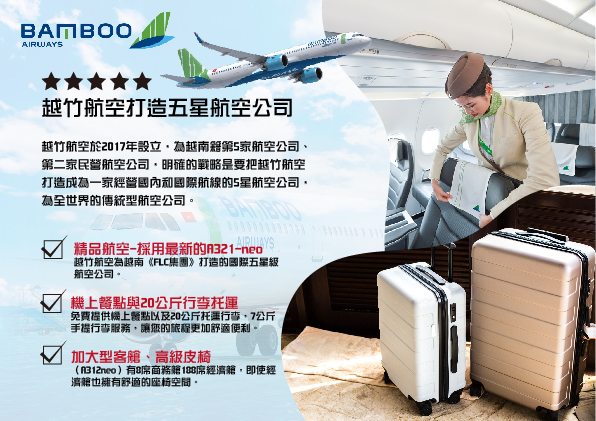 BAMBOO
AIRWAYS
越竹航空打造五星航空公司
越竹航空於2017年設立，為越南籍第5家航空公司、
第二家民營航空公司，明確的戰略是要把越竹航空
打造成為一家經營國內和國際航線的5星航空公司，
為全世界的傳統型航空公司。
精品航空-採用最新的A321-neo
越竹航空為越南《FLC集團》打造的國際五星級
航空公司。
機上餐點與20公斤行李托運
免費提供機上餐點以及20公斤托運行李，7公斤
手提行李服務，讓您的旅程更加舒適便利。
加大型客艙、高級皮椅
（A312neo）有8席商務艙188席經濟艙，即使經
濟艙也擁有舒適的座椅空間。
BAMBOO
AIRWAYS